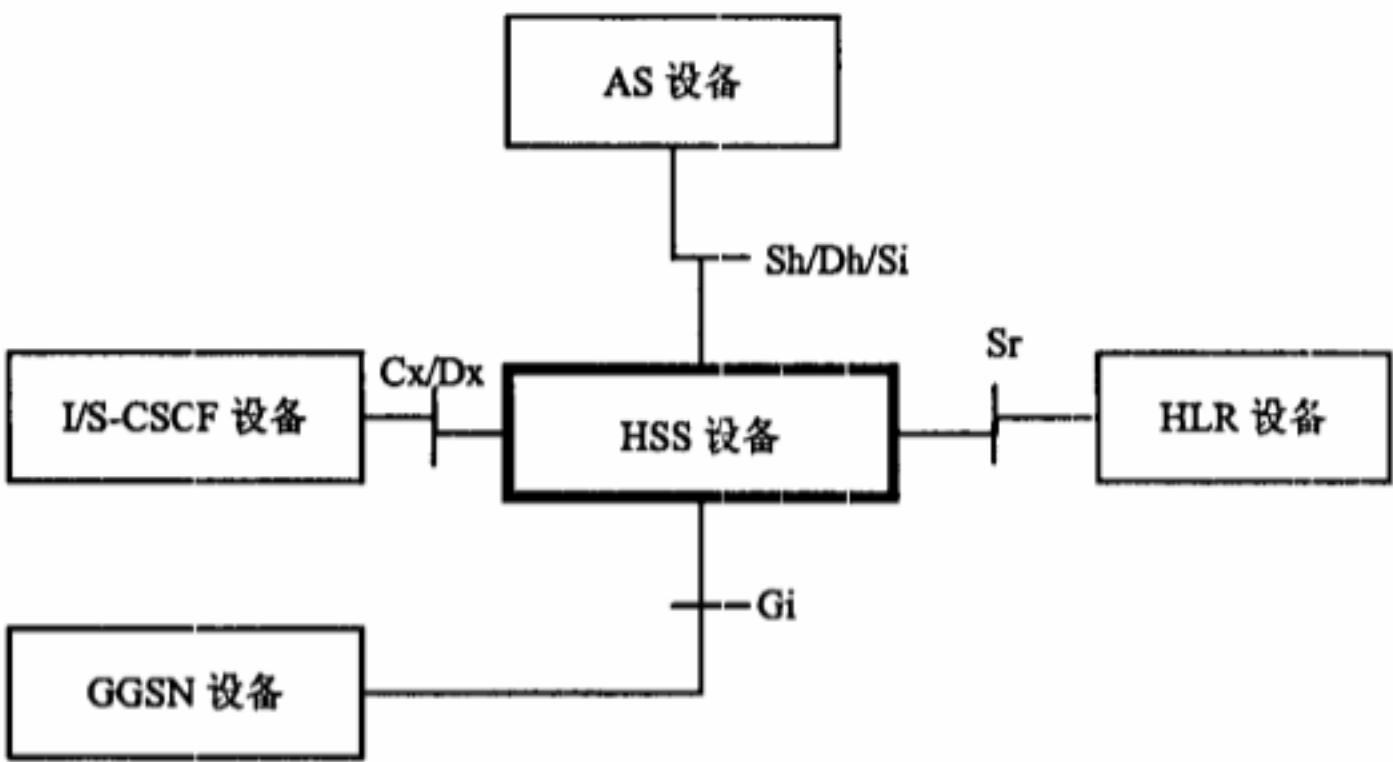 AS 设备
Sh/Dh/Si
Sr
Cx/Dx
I/S-CSCF 设备
HSS 设备
HLR 设备
Gi
GGSN 设备